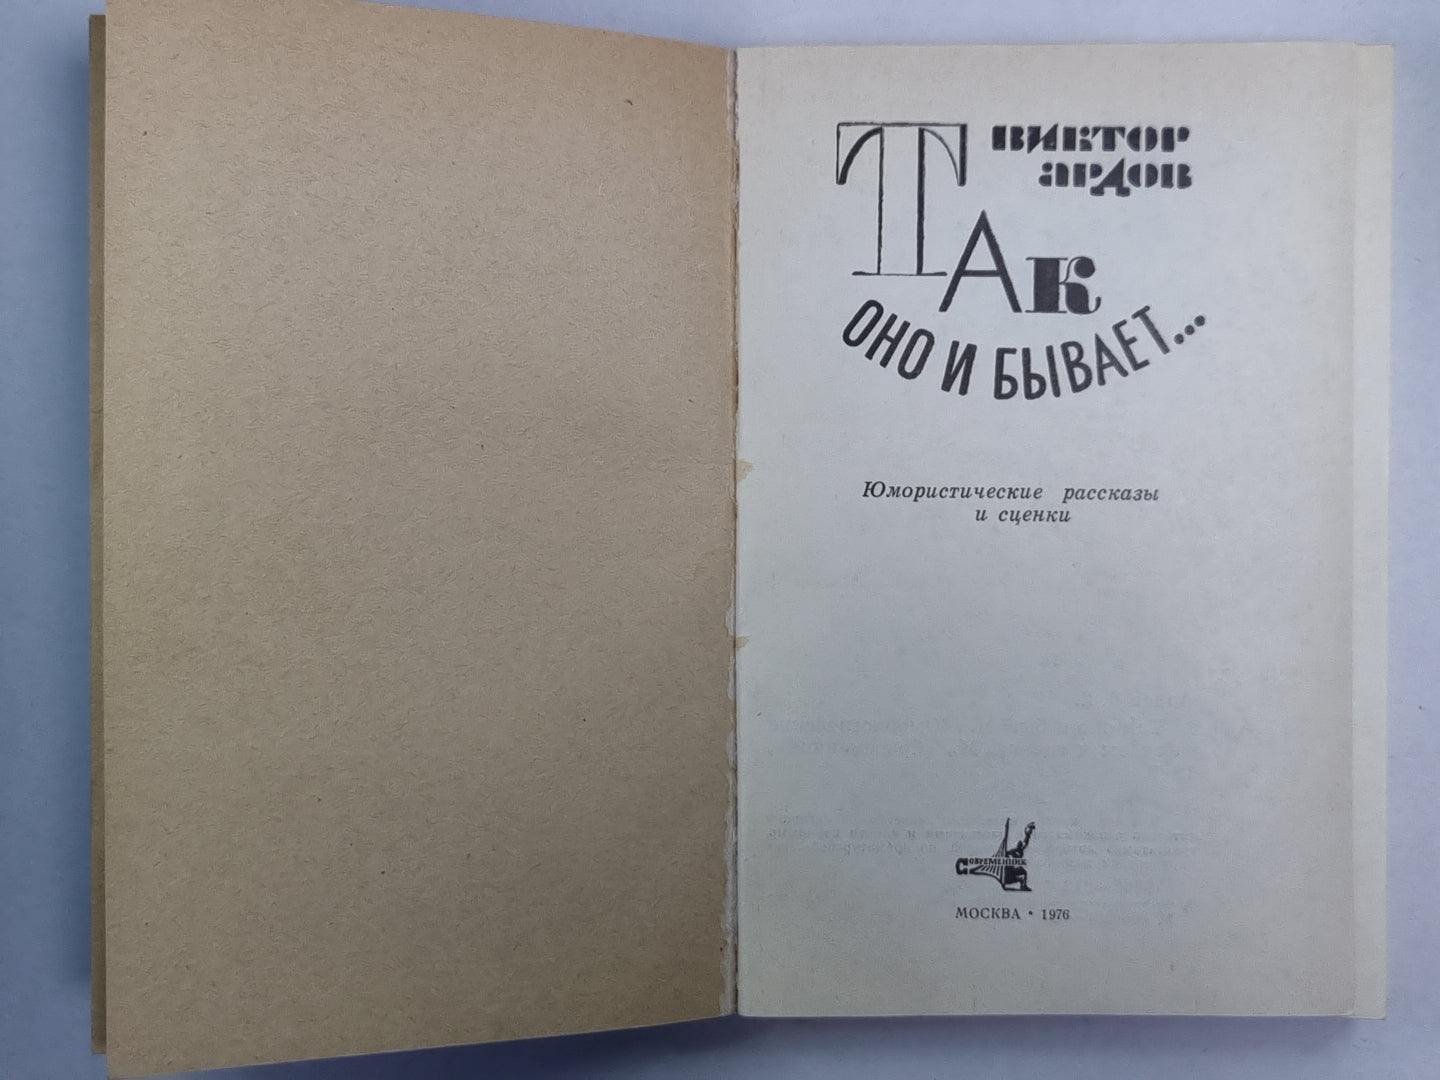 ВИКТОР
АРДОВ
ТАК
ОНО И БЫВАЕТ...
Юмористические рассказы
и сценки
СОВРЕМЕННИК
МОСКВА • 1976